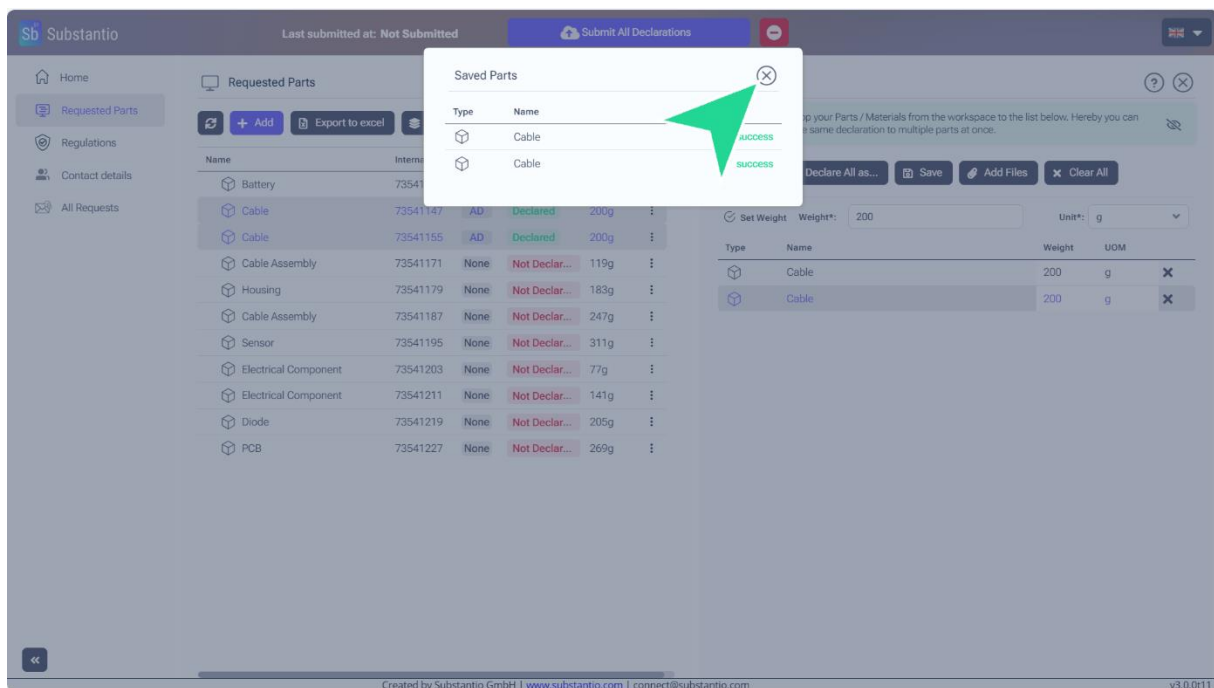 Sb Substantio
Last submitted at: Not Submitted
Submit All Declarations
Home
Requested Parts
Regulations
Contact details
All Requests
Requested Parts
Add
Export to excel
Name
Battery
Cable 73541147 AD Declared 200g
Cable 73541155 AD Declared 200g
Cable Assembly 73541171 None Not Declar... 119g
Housing 73541179 None Not Declar... 183g
Cable Assembly 73541187 None Not Declar... 247g
Sensor 73541195 None Not Declar... 311g
Electrical Component 73541203 None Not Declar... 77g
Electrical Component 73541211 None Not Declar... 141g
Diode 73541219 None Not Declar... 205g
PCB 73541227 None Not Declar... 269g
Saved Parts
Type Name
Cable success
Cable success
your Parts / Materials from the workspace to the list below. Hereby you can
same declaration to multiple parts at once.
Declare All as... Save Add Files Clear All
Set Weight Weight*: 200 Unit*: g
Type Name Weight UOM
Cable 200 g
Cable 200 g
Created by Substantio GmbH | www.substantio.com | connect@substantio.com
v3.0.0t11